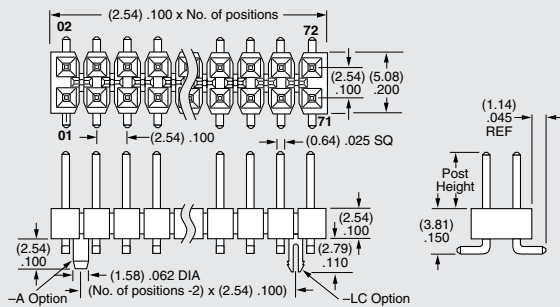 (2.54) .100 x No. of positions
02
72
(2.54)
.100
(5.08)
.200
01
(2.54) .100
71
(0.64) .025 SQ
(1.14)
.045
REF
Post
Height
(2.54)
.100
(3.81)
.150
(2.54)
.100
(2.79)
.110
(1.58) .062 DIA
–A Option
(No. of positions -2) x (2.54) .100
–LC Option